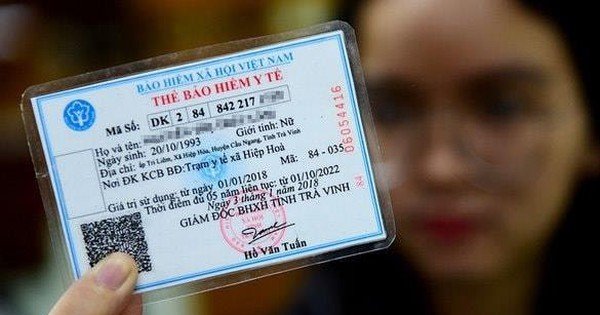 BẢO HIỂM XÃ HỘI VIỆT NAM
THẺ BẢO HIỂM Y TẾ
Mã Số: DK 2 84 842 217
Họ và tên:
Ngày sinh: 20/10/1993 Giới tính: Nữ
Địa chỉ: ấp Trì Liêm, Xã Hiệp Hòa, Huyện Cầu Ngang, Tỉnh Trà Vinh
Nơi ĐK KCB BĐ: Trạm y tế xã Hiệp Hoà Mã: 84 - 035
Giá trị sử dụng: từ ngày 01/01/2018
Thời điểm đủ 05 năm liên tục: từ ngày 01/10/2022
Ngày 3 tháng 1 năm 2018
GIÁM ĐỐC BHXH TỈNH TRÀ VINH
Hồ Văn Tuấn
06054416
84